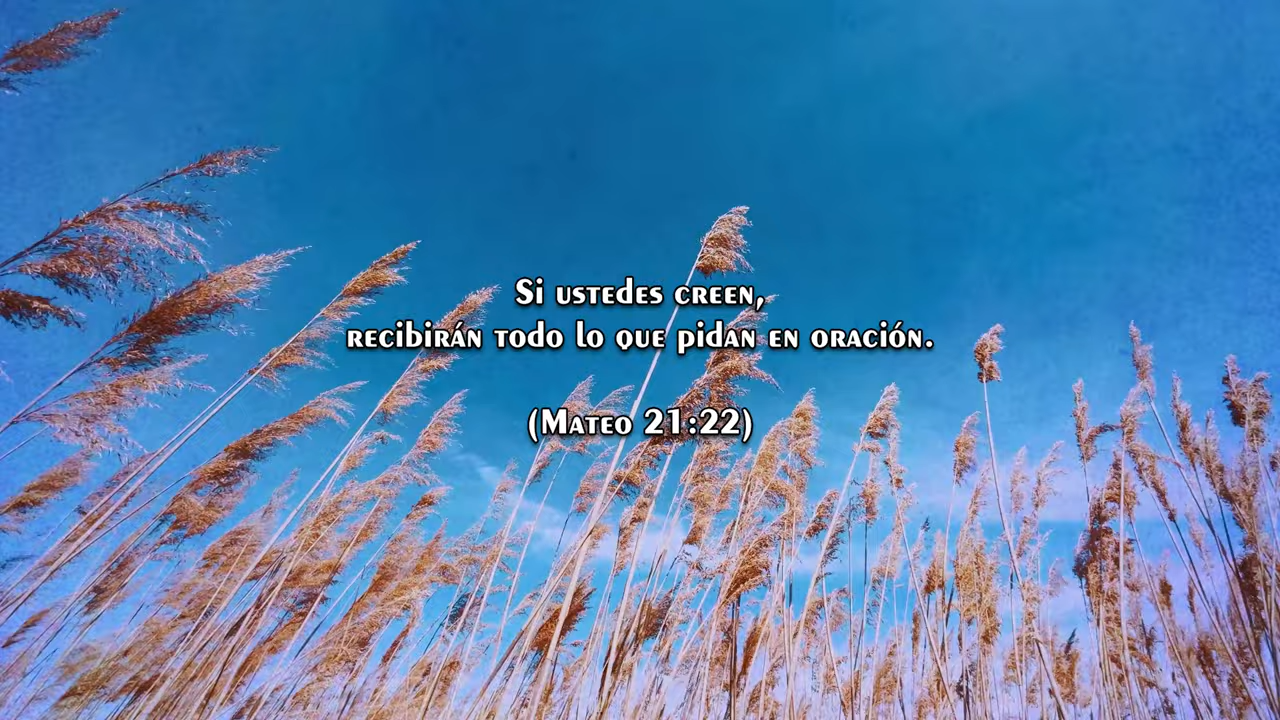 Si ustedes creen,
recibirán todo lo que pidan en oración.
(Mateo 21:22)